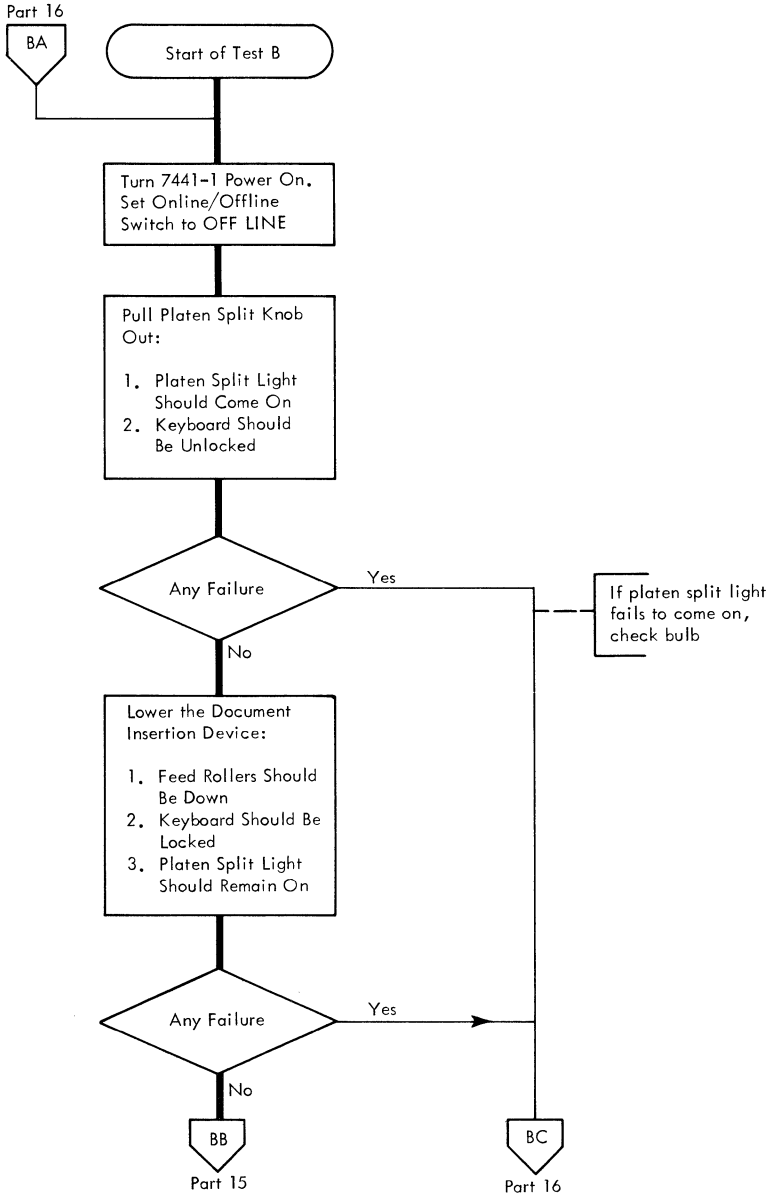 Part 16
BA
Start of Test B
Turn 7441-1 Power On.
Set Online/Offline
Switch to OFF LINE
Pull Platen Split Knob
Out:
1. Platen Split Light
Should Come On
2. Keyboard Should
Be Unlocked
Any Failure
Yes
If platen split light
fails to come on,
check bulb
No
Lower the Document
Insertion Device:
1. Feed Rollers Should
Be Down
2. Keyboard Should Be
Locked
3. Platen Split Light
Should Remain On
Any Failure
Yes
No
BB
Part 15
BC
Part 16